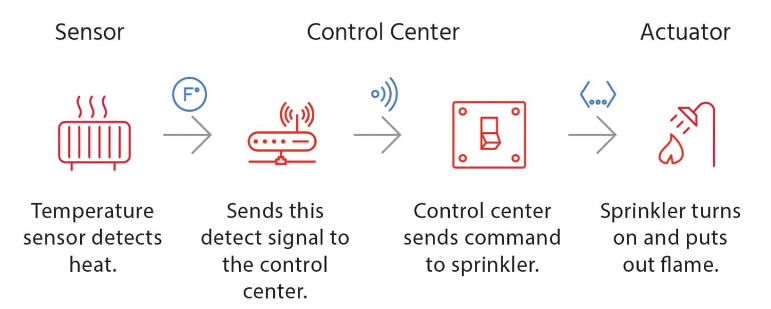 Sensor
Control Center
Actuator
F°
Temperature
sensor detects
heat.
Sends this
detect signal to
the control
center.
Control center
sends command
to sprinkler.
Sprinkler turns
on and puts
out flame.